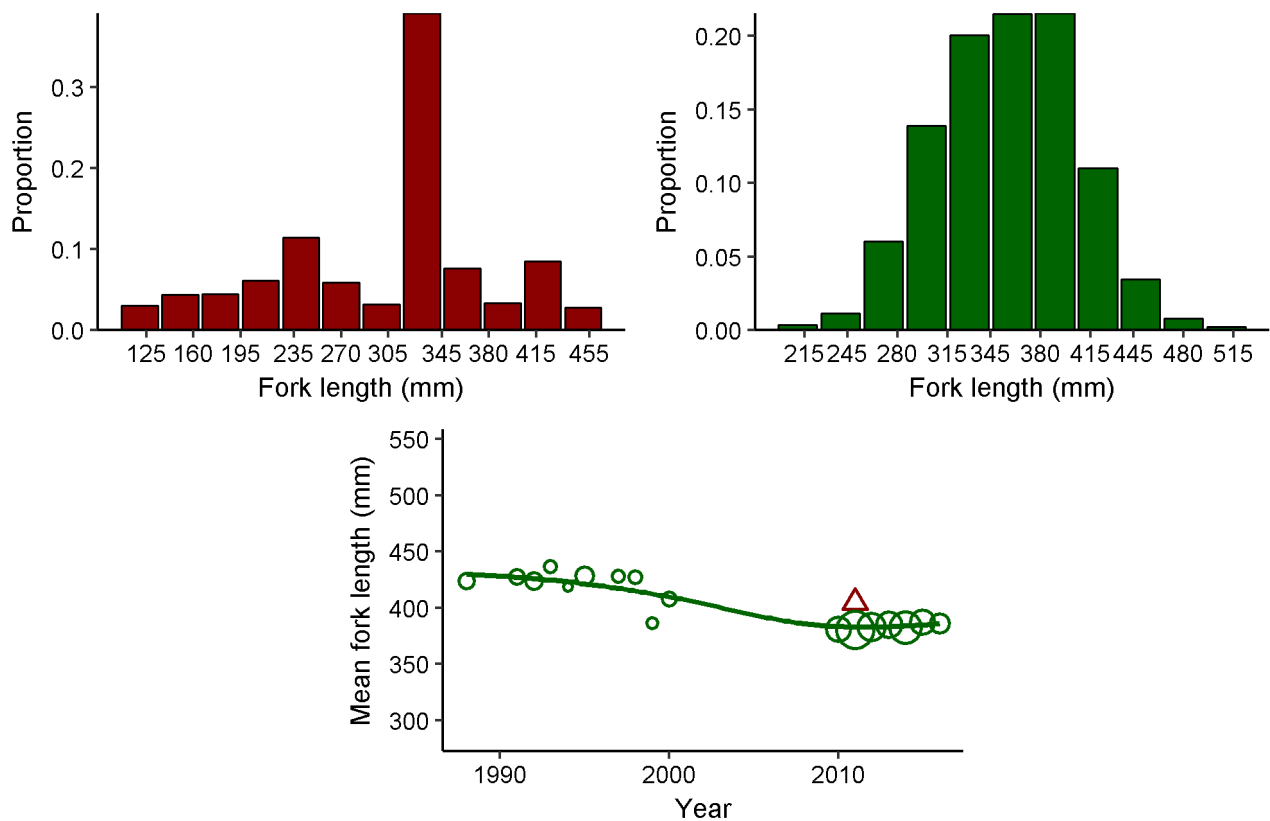 0.3
0.2
0.1
0.0
Proportion
125 160 195 235 270 305 345 380 415 455
Fork length (mm)
0.20
0.15
0.10
0.05
0.00
Proportion
215 245 280 315 345 380 415 445 480 515
Fork length (mm)
550
500
450
400
350
300
Mean fork length (mm)
1990 2000 2010
Year